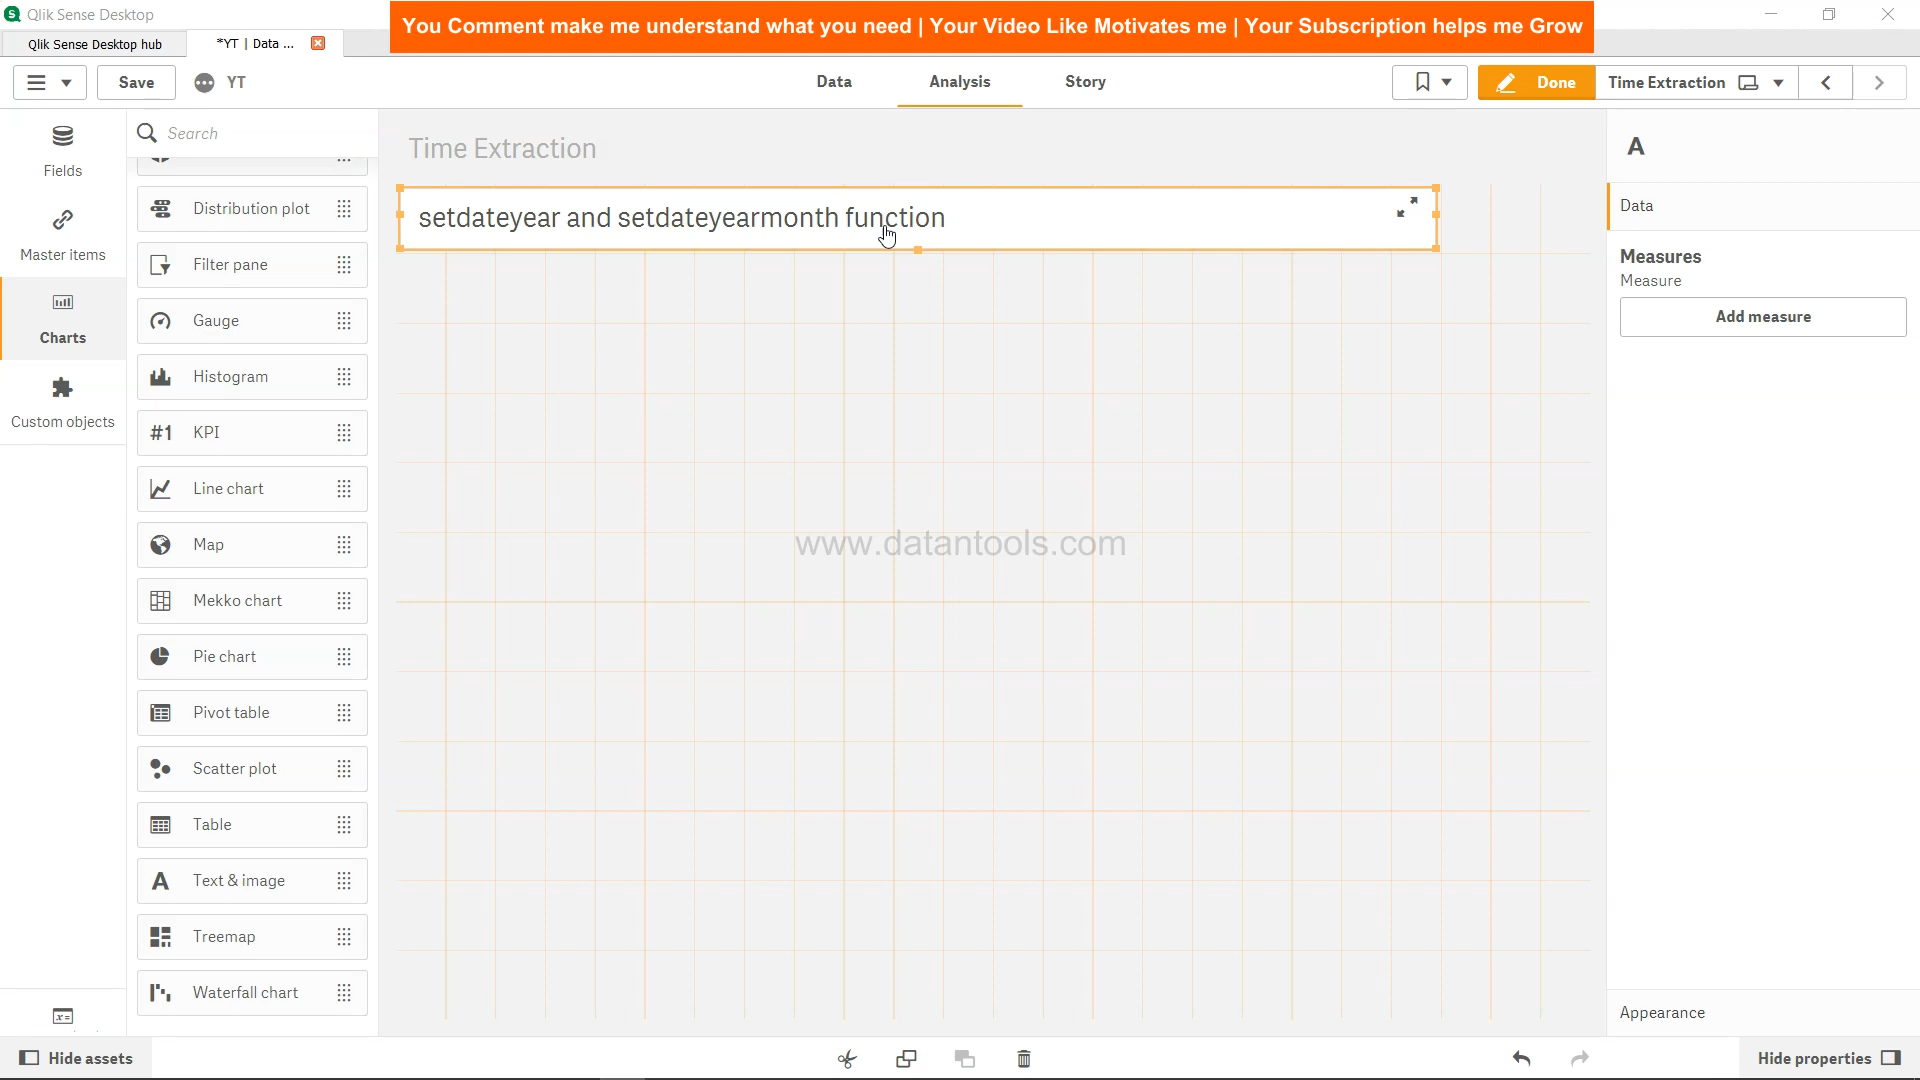 Qlik Sense Desktop
You Comment make me understand what you need | Your Video Like Motivates me | Your Subscription helps me Grow
Qlik Sense Desktop hub
*YT | Data ...
Save
YT
Data
Analysis
Story
Done
Time Extraction
Fields
Master items
Charts
Custom objects
Search
Distribution plot
Filter pane
Gauge
Histogram
#1 KPI
Line chart
Map
Mekko chart
Pie chart
Pivot table
Scatter plot
Table
A Text & image
Treemap
Waterfall chart
Time Extraction
setdateyear and setdateyearmonth function
www.datantools.com
A
Data
Measures
Measure
Add measure
Appearance
Hide assets
Hide properties